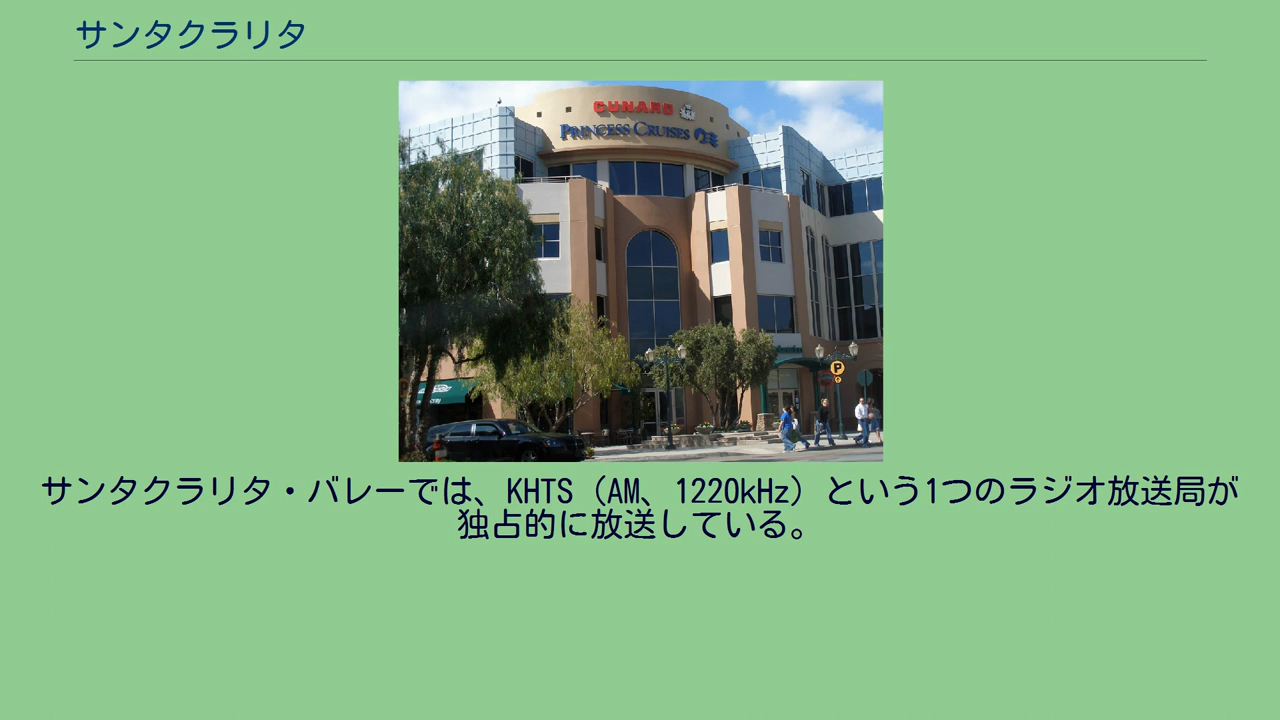 サンタクラリタ
CUNARD
PRINCESS CRUISES
P
サンタクラリタ・バレーでは、KHTS（AM、1220kHz）という1つのラジオ放送局が
独占的に放送している。